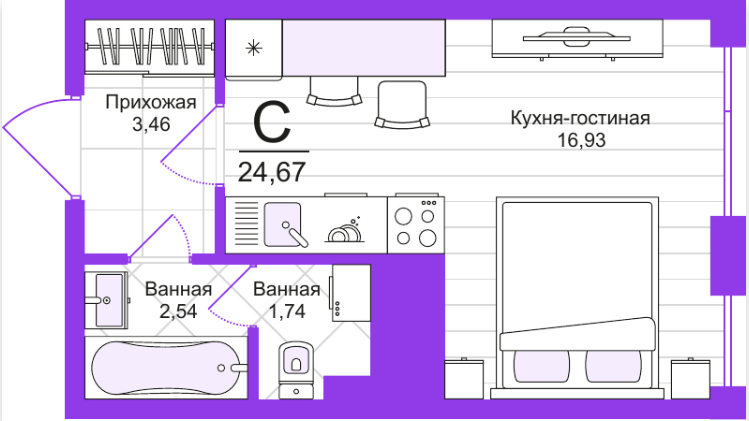 Прихожая
3,46
С
24,67
Кухня-гостиная
16,93
Ванная
2,54
Ванная
1,74